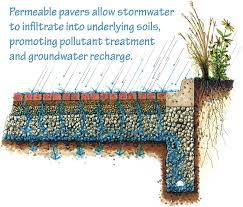 Permeable pavers allow stormwater
to infiltrate into underlying soils,
promoting pollutant treatment
and groundwater recharge.